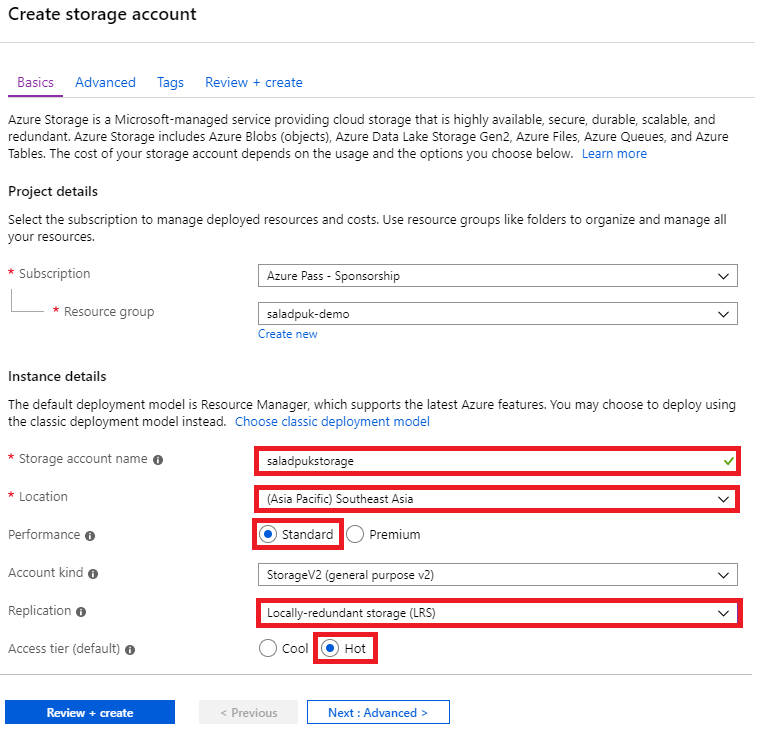 Create storage account
Basics Advanced Tags Review + create
Azure Storage is a Microsoft-managed service providing cloud storage that is highly available, secure, durable, scalable, and
redundant. Azure Storage includes Azure Blobs (objects), Azure Data Lake Storage Gen2, Azure Files, Azure Queues, and Azure
Tables. The cost of your storage account depends on the usage and the options you choose below. Learn more
Project details
Select the subscription to manage deployed resources and costs. Use resource groups like folders to organize and manage all
your resources.
* Subscription
Azure Pass - Sponsorship
* Resource group
saladpuk-demo
Create new
Instance details
The default deployment model is Resource Manager, which supports the latest Azure features. You may choose to deploy using
the classic deployment model instead. Choose classic deployment model
* Storage account name
saladpukstorage
* Location
(Asia Pacific) Southeast Asia
Performance
Standard Premium
Account kind
StorageV2 (general purpose v2)
Replication
Locally-redundant storage (LRS)
Access tier (default)
Cool Hot
Review + create < Previous Next : Advanced >